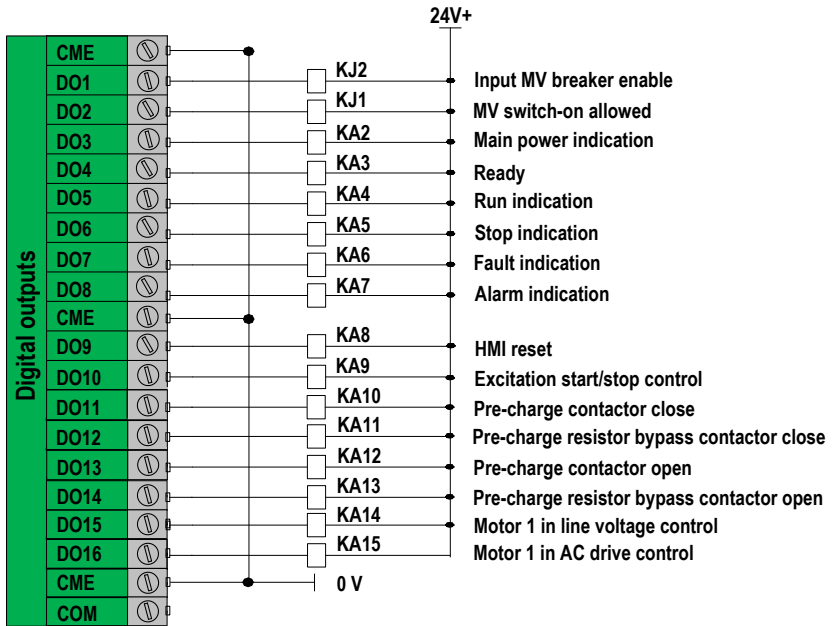 24V+
Digital outputs
CME
DO1 KJ2 Input MV breaker enable
DO2 KJ1 MV switch-on allowed
DO3 KA2 Main power indication
DO4 KA3 Ready
DO5 KA4 Run indication
DO6 KA5 Stop indication
DO7 KA6 Fault indication
DO8 KA7 Alarm indication
CME
DO9 KA8 HMI reset
DO10 KA9 Excitation start/stop control
DO11 KA10 Pre-charge contactor close
DO12 KA11 Pre-charge resistor bypass contactor close
DO13 KA12 Pre-charge contactor open
DO14 KA13 Pre-charge resistor bypass contactor open
DO15 KA14 Motor 1 in line voltage control
DO16 KA15 Motor 1 in AC drive control
CME 0 V
COM